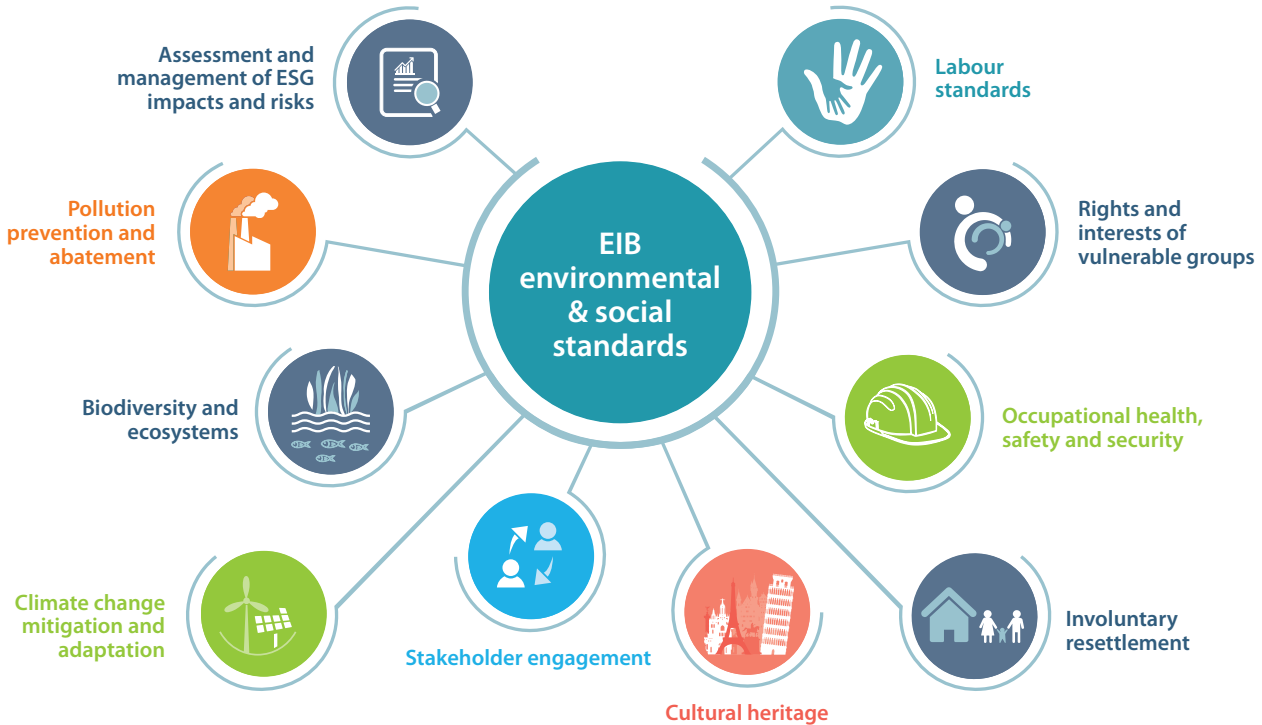 Assessment and
management of ESG
impacts and risks
Labour
standards
Pollution
prevention and
abatement
Rights and
interests of
vulnerable groups
EIB
environmental
& social
standards
Biodiversity and
ecosystems
Occupational health,
safety and security
Climate change
mitigation and
adaptation
Stakeholder engagement
Cultural heritage
Involuntary
resettlement